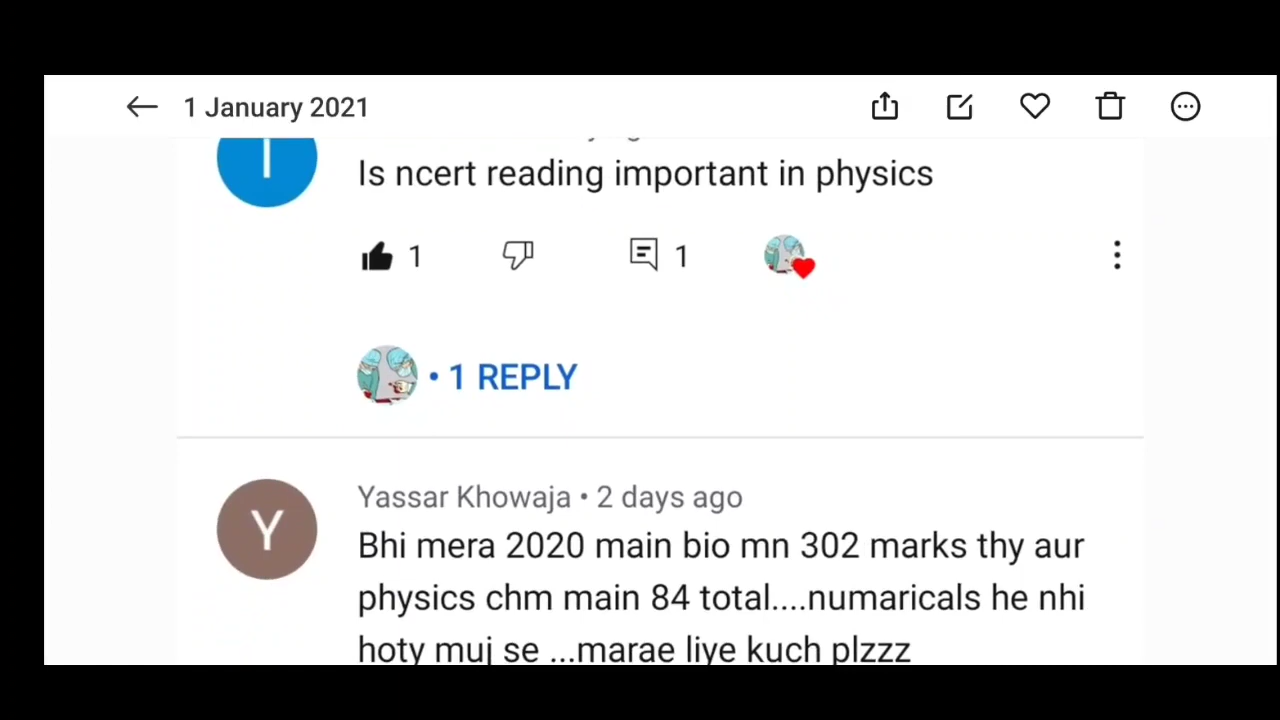 1 January 2021
Is ncert reading important in physics
1 1
• 1 REPLY
Y
Yassar Khowaja • 2 days ago
Bhi mera 2020 main bio mn 302 marks thy aur
physics chm main 84 total....numaricals he nhi
hoty muj se ...marae liye kuch plzzz